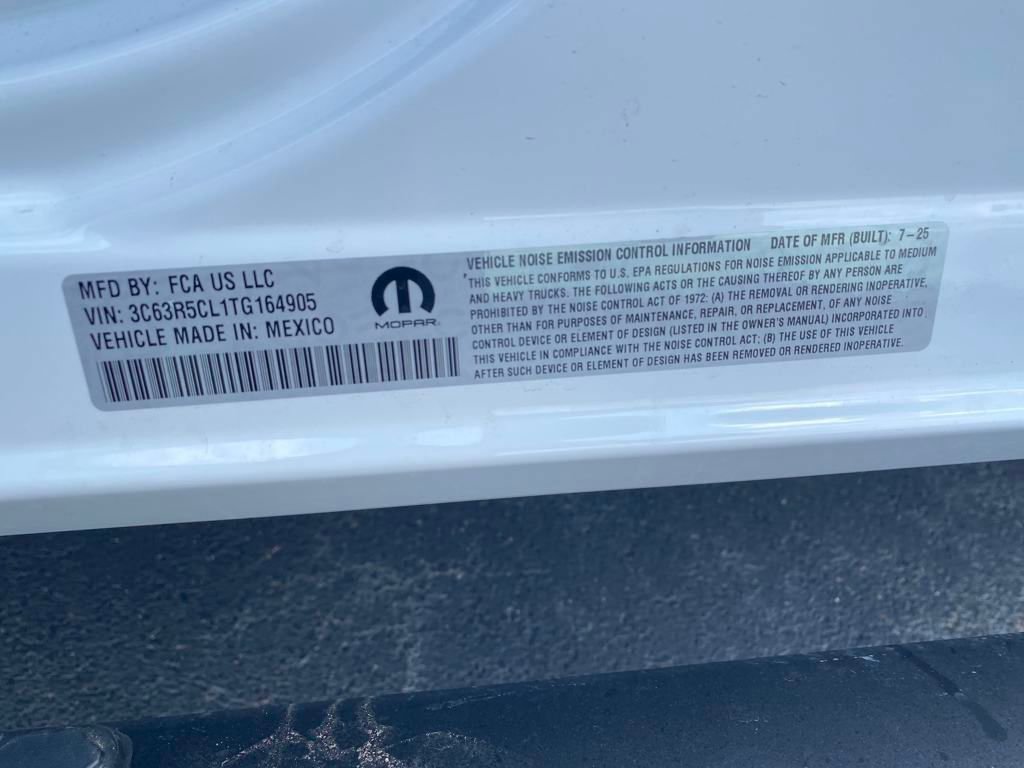 MFD BY: FCA US LLC
VIN: 3C63R5CL1TG164905
VEHICLE MADE IN: MEXICO
MOPAR
VEHICLE NOISE EMISSION CONTROL INFORMATION DATE OF MFR (BUILT): 7-25
THIS VEHICLE CONFORMS TO U.S. EPA REGULATIONS FOR NOISE EMISSION APPLICABLE TO MEDIUM
AND HEAVY TRUCKS. THE FOLLOWING ACTS OR THE CAUSING THEREOF BY ANY PERSON ARE
PROHIBITED BY THE NOISE CONTROL ACT OF 1972: (A) THE REMOVAL OR RENDERING INOPERATIVE,
OTHER THAN FOR PURPOSES OF MAINTENANCE, REPAIR, OR REPLACEMENT, OF ANY NOISE
CONTROL DEVICE OR ELEMENT OF DESIGN (LISTED IN THE OWNER'S MANUAL) INCORPORATED INTO
THIS VEHICLE IN COMPLIANCE WITH THE NOISE CONTROL ACT; (B) THE USE OF THIS VEHICLE
AFTER SUCH DEVICE OR ELEMENT OF DESIGN HAS BEEN REMOVED OR RENDERED INOPERATIVE.